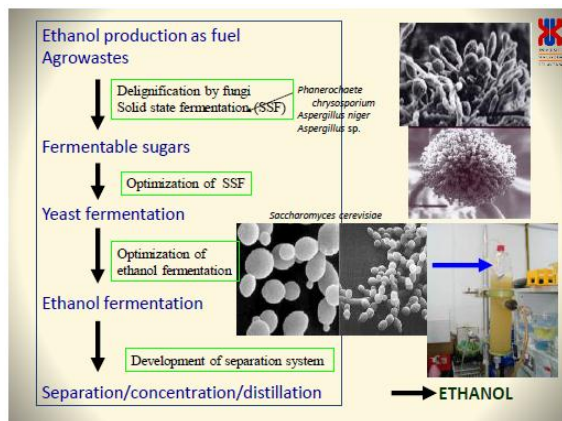 Ethanol production as fuel
Agrowastes
Delignification by fungi
Solid state fermentation (SSF)
Phanerochaete
chrysosporium
Aspergillus niger
Aspergillus sp.
Fermentable sugars
Optimization of SSF
Yeast fermentation
Saccharomyces cerevisiae
Optimization of
ethanol fermentation
Ethanol fermentation
Development of separation system
Separation/concentration/distillation
ETHANOL